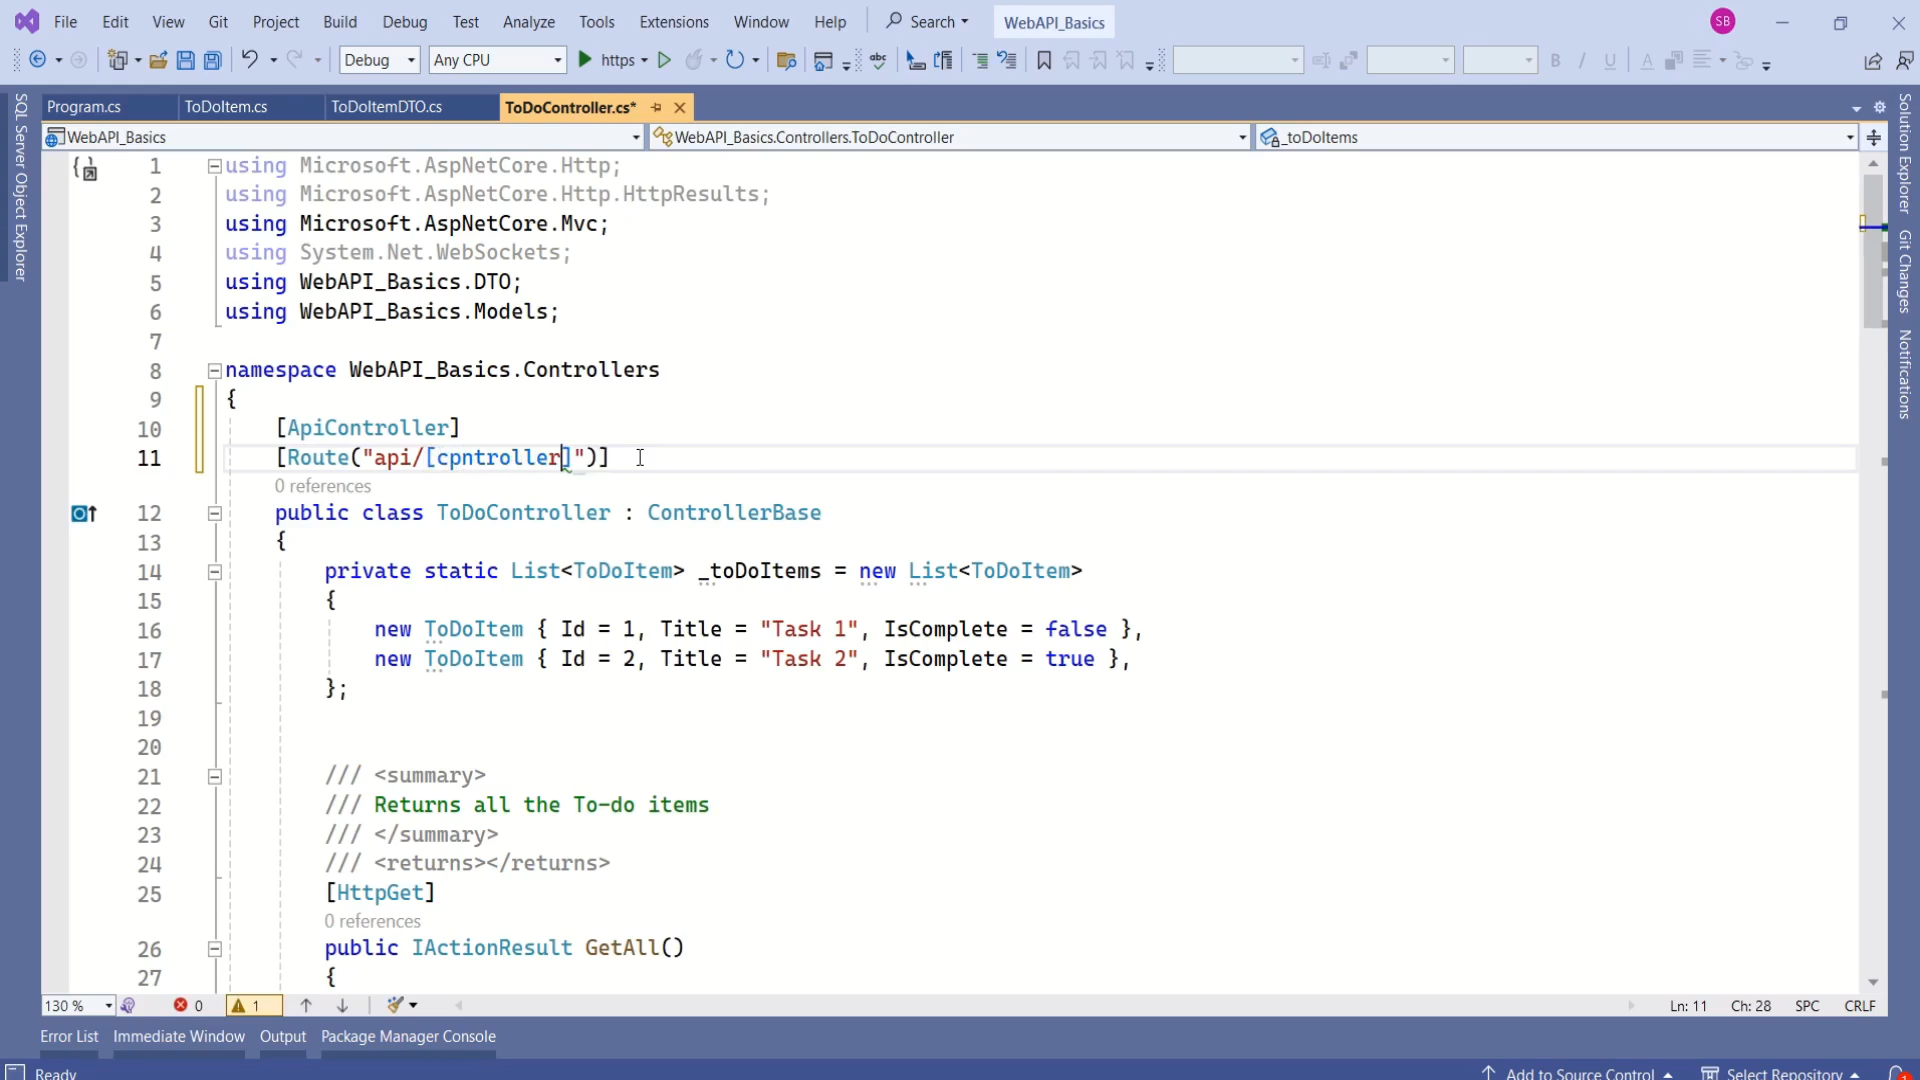 File Edit View Git Project Build Debug Test Analyze Tools Extensions Window Help Search WebAPI_Basics SB
Debug Any CPU https
Program.cs ToDoItem.cs ToDoItemDTO.cs ToDoController.cs*
WebAPI_Basics WebAPI_Basics.Controllers.ToDoController _toDoItems
SQL Server Object Explorer
Solution Explorer
Git Changes
Notifications
1 using Microsoft.AspNetCore.Http;
2 using Microsoft.AspNetCore.Http.HttpResults;
3 using Microsoft.AspNetCore.Mvc;
4 using System.Net.WebSockets;
5 using WebAPI_Basics.DTO;
6 using WebAPI_Basics.Models;
7
8 namespace WebAPI_Basics.Controllers
9 {
10 [ApiController]
11 [Route("api/[cpntroller]")]
0 references
12 public class ToDoController : ControllerBase
13 {
14 private static List<ToDoItem> _toDoItems = new List<ToDoItem>
15 {
16 new ToDoItem { Id = 1, Title = "Task 1", IsComplete = false },
17 new ToDoItem { Id = 2, Title = "Task 2", IsComplete = true },
18 };
19
20
21 /// <summary>
22 /// Returns all the To-do items
23 /// </summary>
24 /// <returns></returns>
25 [HttpGet]
0 references
26 public IActionResult GetAll()
27 {
130 % 0 1 Ln: 11 Ch: 28 SPC CRLF
Error List Immediate Window Output Package Manager Console
Ready Add to Source Control Select Repository